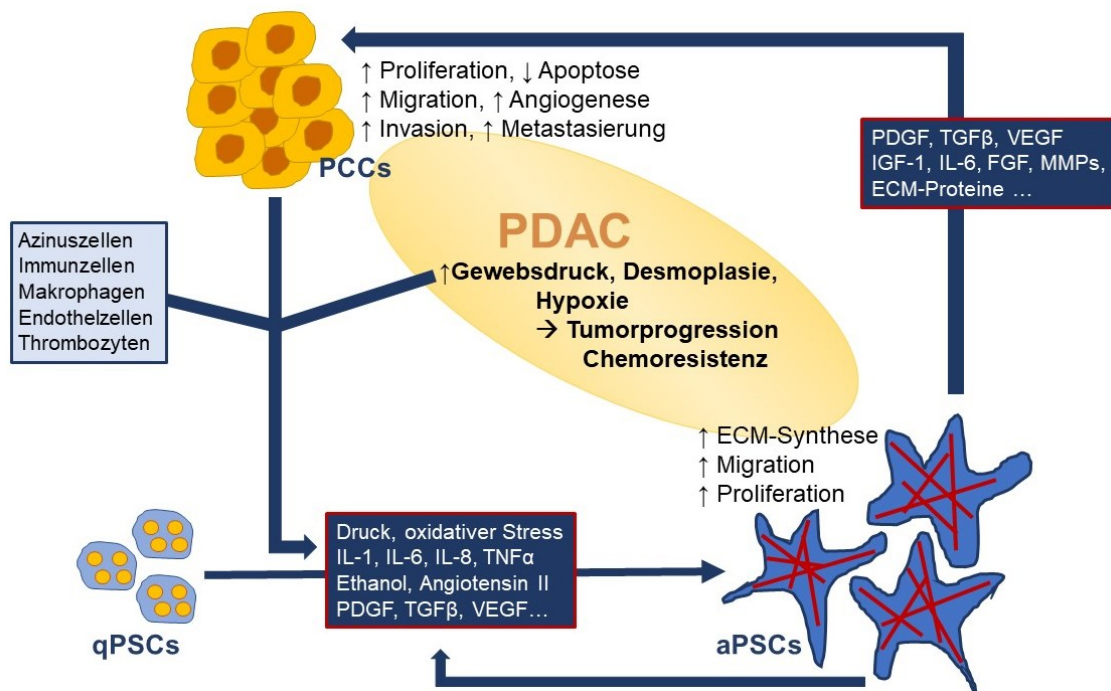 ↑ Proliferation, ↓ Apoptose
↑ Migration, ↑ Angiogenese
↑ Invasion, ↑ Metastasierung
PCCs
PDGF, TGFβ, VEGF
IGF-1, IL-6, FGF, MMPs,
ECM-Proteine …
Azinuszellen
Immunzellen
Makrophagen
Endothelzellen
Thrombozyten
PDAC
↑Gewebsdruck, Desmoplasie,
Hypoxie
→ Tumorprogression
Chemoresistenz
↑ ECM-Synthese
↑ Migration
↑ Proliferation
Druck, oxidativer Stress
IL-1, IL-6, IL-8, TNFα
Ethanol, Angiotensin II
PDGF, TGFβ, VEGF…
qPSCs
aPSCs